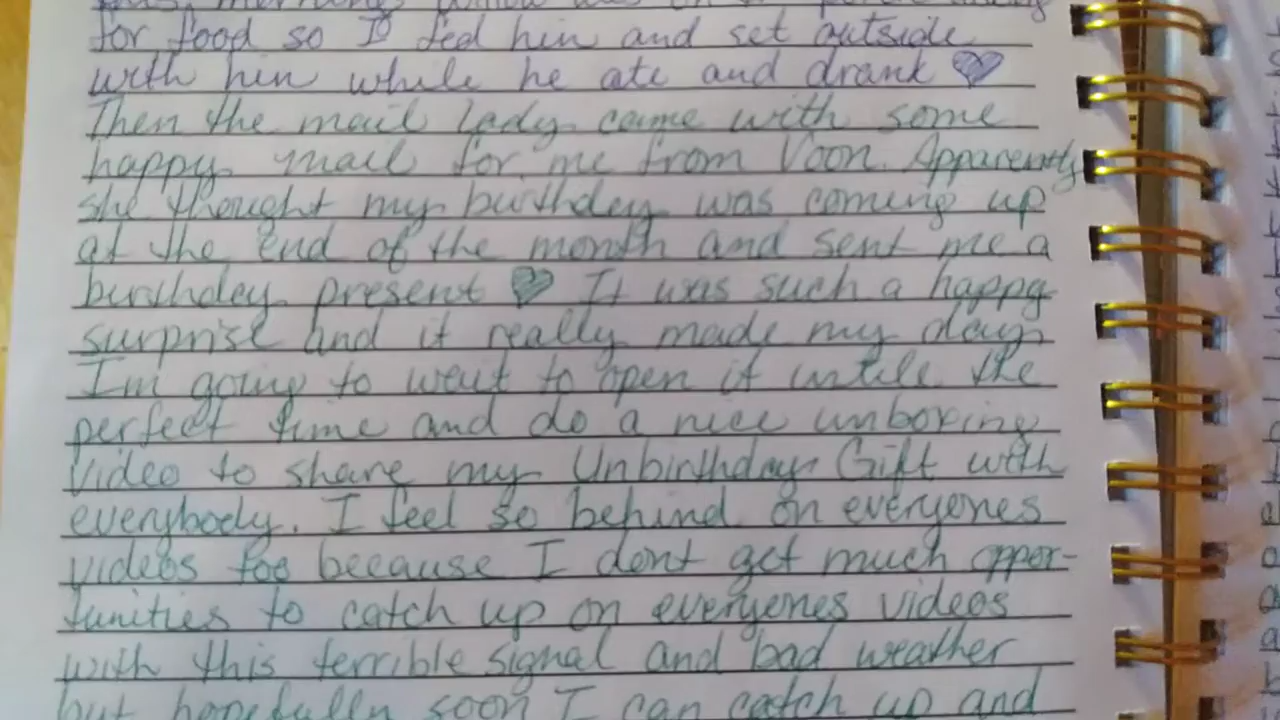 for food so I fed him and set outside
with him while he ate and drank
Then the mail lady came with some
happy mail for me from Voon. Apparently
she thought my birthday was coming up
at the end of the month and sent me a
birthday present It was such a happy
surprise and it really made my day.
Im going to wait to open it untile the
perfect time and do a nice unboxing
video to share my Unbirthday Gift with
everybody. I feel so behind on everyones
videos too because I dont get much oppor-
tunities to catch up on everyones videos
with this terrible signal and bad weather
but hopefully soon I can catch up and